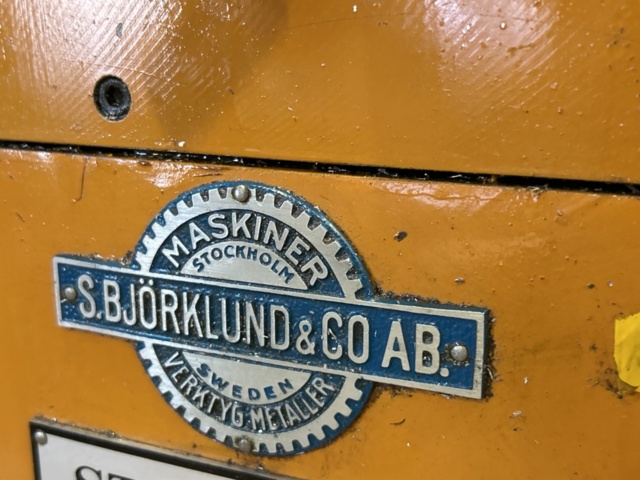 MASKINER
STOCKHOLM
S.BJÖRKLUND & CO AB.
SWEDEN
VERKTYG·METALLER